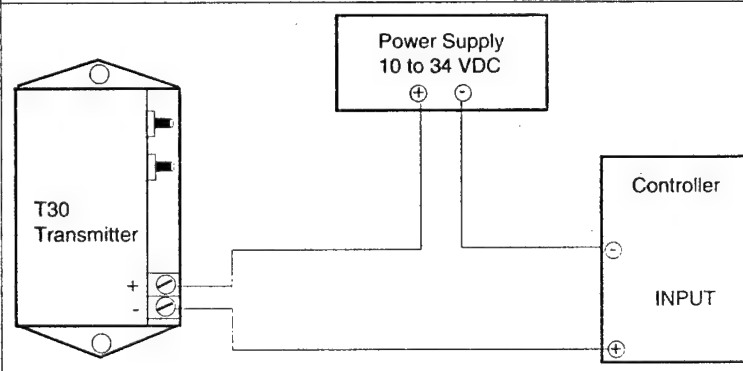 Power Supply
10 to 34 VDC
+ -
T30
Transmitter
+
-
Controller
-
INPUT
+